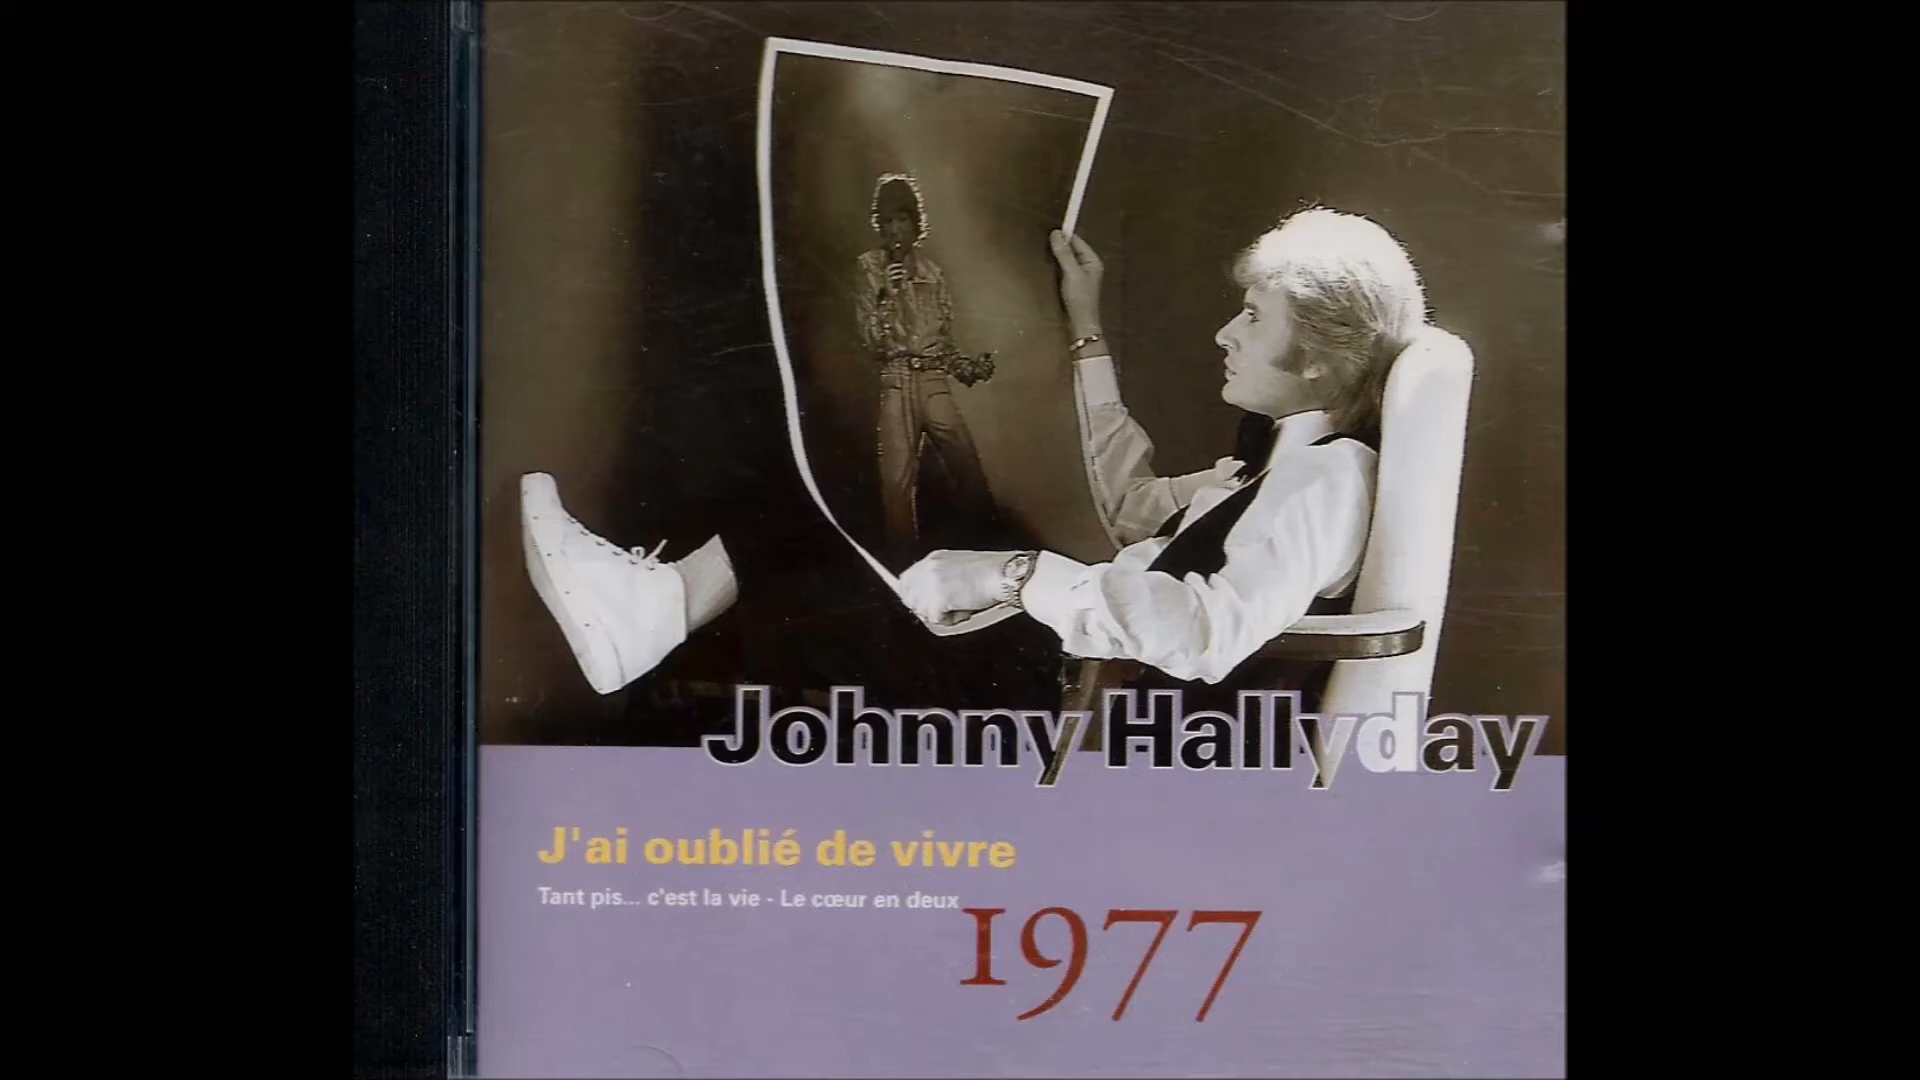 Johnny Hallyday
J'ai oublié de vivre
Tant pis... c'est la vie - Le cœur en deux
1977